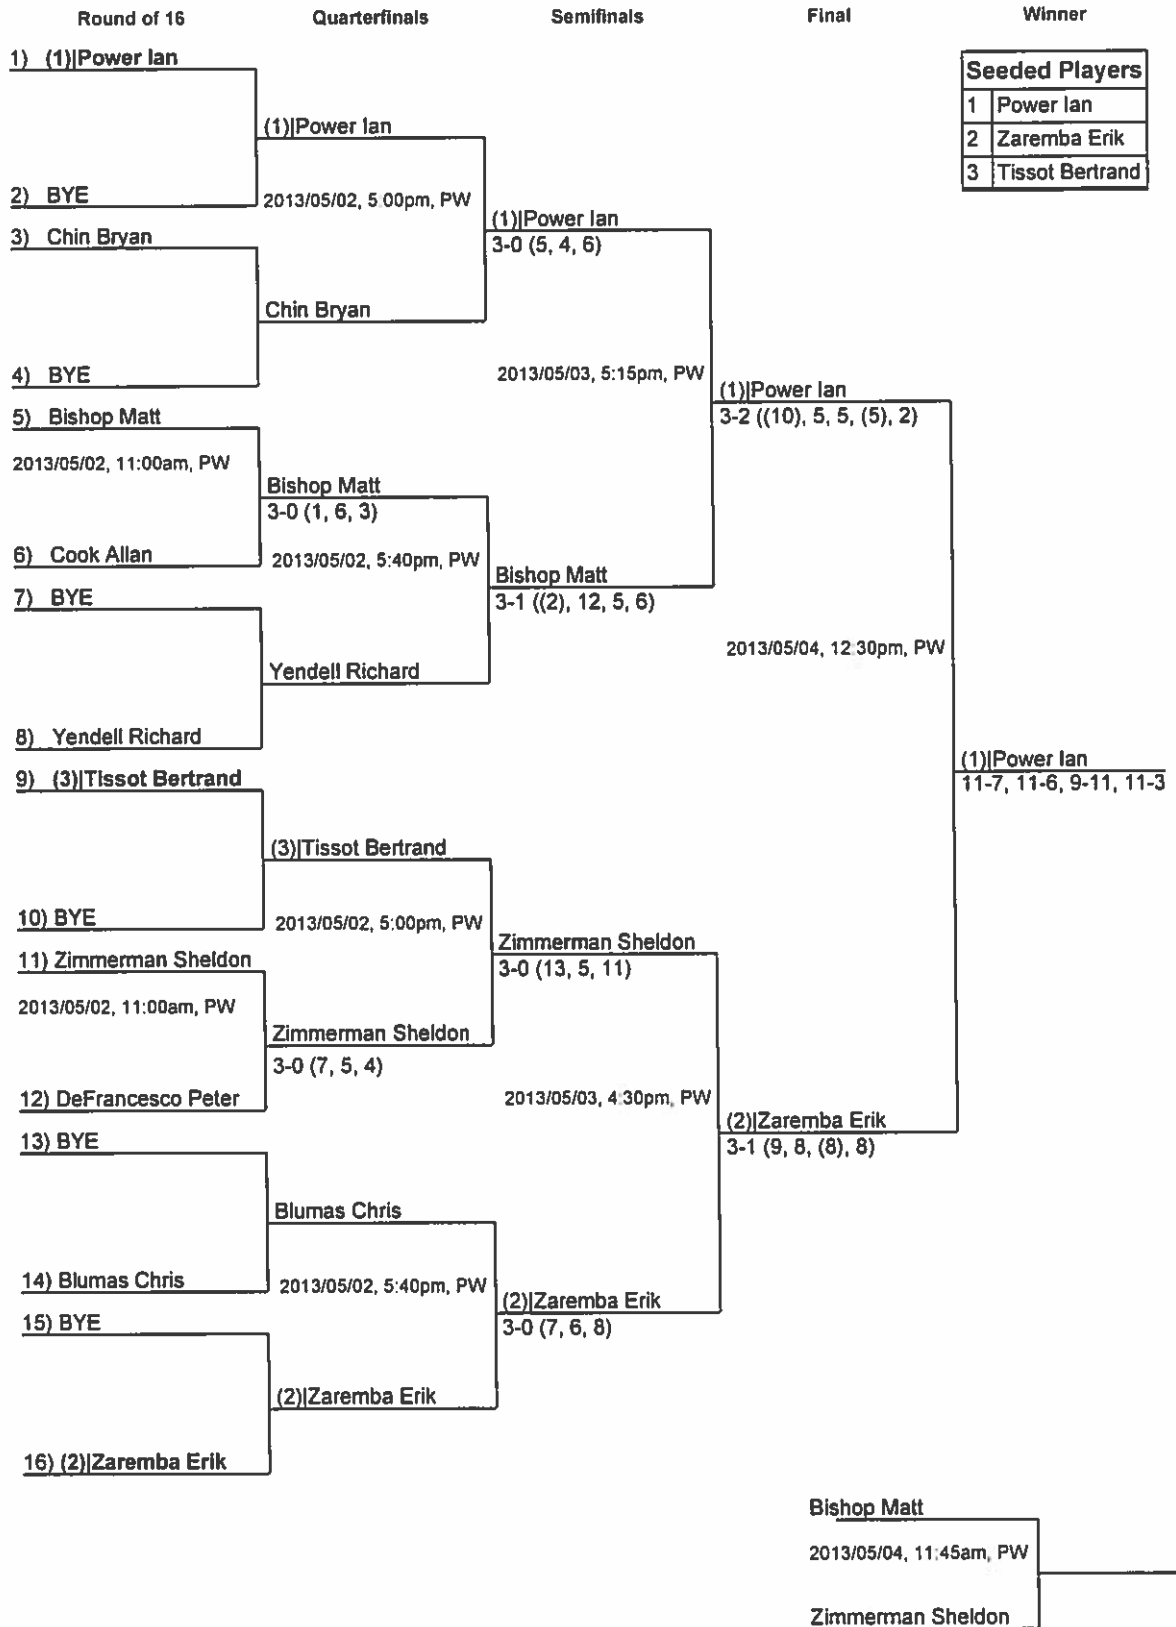 Round of 16 Quarterfinals Semifinals Final Winner
Seeded Players
1 Power Ian
2 Zaremba Erik
3 Tissot Bertrand
1) (1)|Power Ian
(1)|Power Ian
2) BYE
2013/05/02, 5:00pm, PW
(1)|Power Ian
3-0 (5, 4, 6)
3) Chin Bryan
Chin Bryan
4) BYE
2013/05/03, 5:15pm, PW
(1)|Power Ian
3-2 ((10), 5, 5, (5), 2)
5) Bishop Matt
2013/05/02, 11:00am, PW
Bishop Matt
3-0 (1, 6, 3)
6) Cook Allan
2013/05/02, 5:40pm, PW
Bishop Matt
3-1 ((2), 12, 5, 6)
7) BYE
Yendell Richard
8) Yendell Richard
2013/05/04, 12:30pm, PW
(1)|Power Ian
11-7, 11-6, 9-11, 11-3
9) (3)|Tissot Bertrand
(3)|Tissot Bertrand
10) BYE
2013/05/02, 5:00pm, PW
Zimmerman Sheldon
3-0 (13, 5, 11)
11) Zimmerman Sheldon
2013/05/02, 11:00am, PW
Zimmerman Sheldon
3-0 (7, 5, 4)
12) DeFrancesco Peter
2013/05/03, 4:30pm, PW
(2)|Zaremba Erik
3-1 (9, 8, (8), 8)
13) BYE
Blumas Chris
14) Blumas Chris
2013/05/02, 5:40pm, PW
(2)|Zaremba Erik
3-0 (7, 6, 8)
15) BYE
(2)|Zaremba Erik
16) (2)|Zaremba Erik
Bishop Matt
2013/05/04, 11:45am, PW
Zimmerman Sheldon